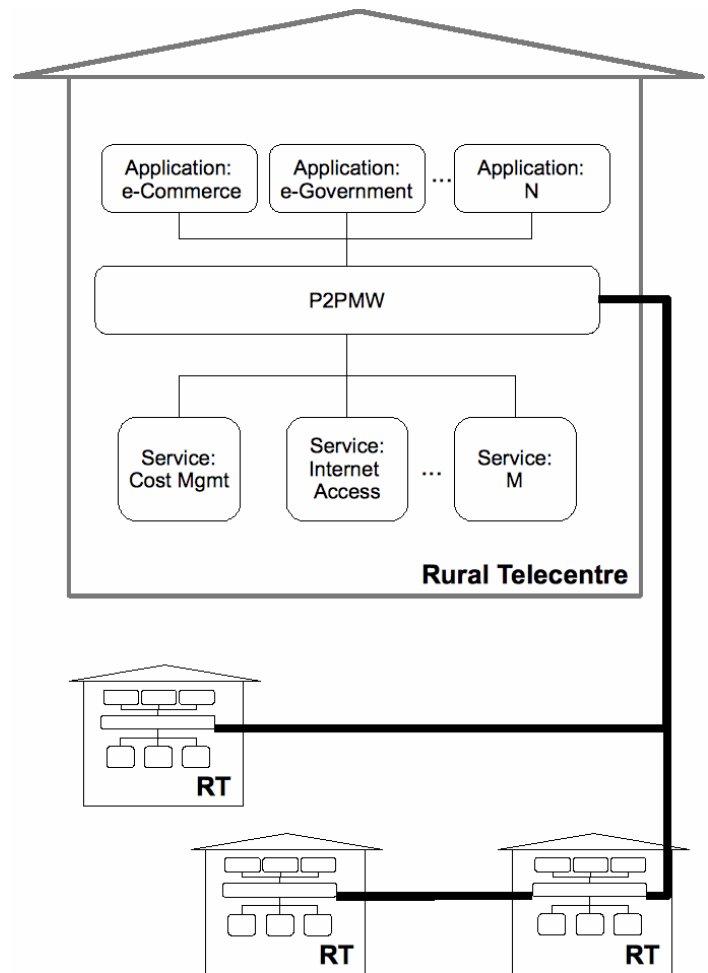 Application:
e-Commerce
Application:
e-Government
...
Application:
N
P2PMW
Service:
Cost Mgmt
Service:
Internet
Access
...
Service:
M
Rural Telecentre
RT
RT
RT